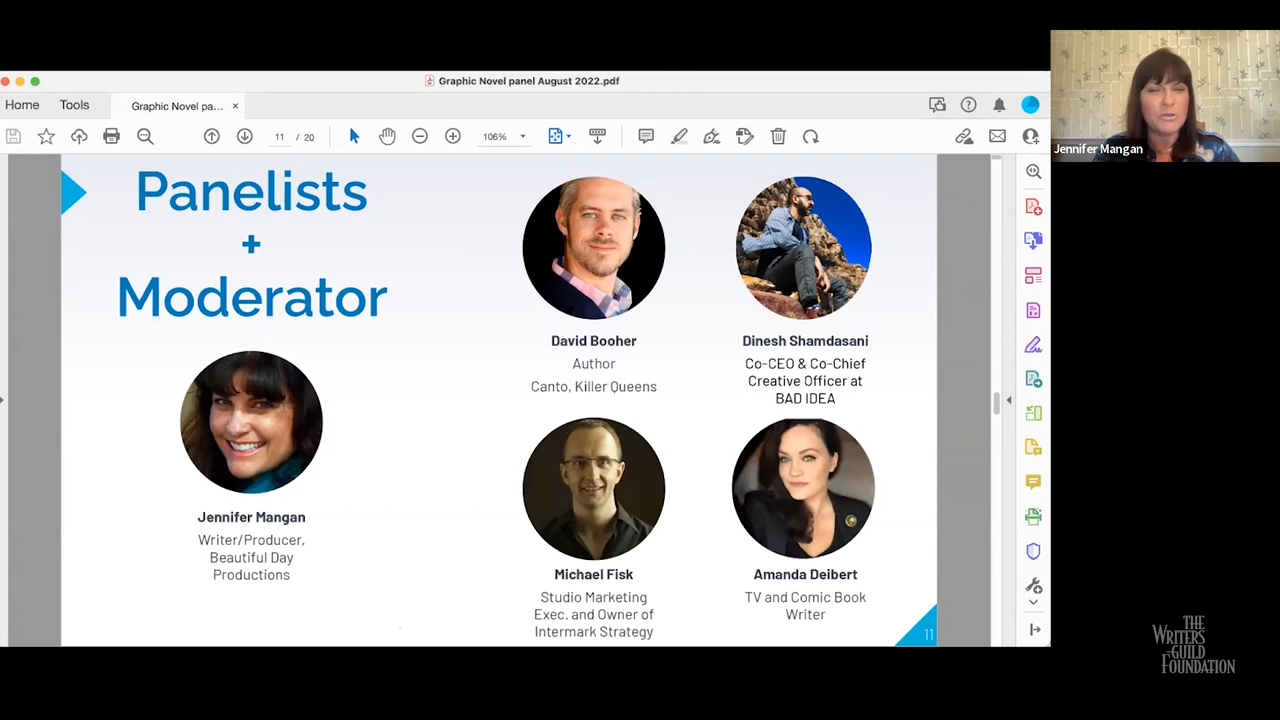 Graphic Novel panel August 2022.pdf
Home
Tools
Graphic Novel pa...
11 / 20
106%
Jennifer Mangan
Panelists
+
Moderator
Jennifer Mangan
Writer/Producer,
Beautiful Day
Productions
David Booher
Author
Canto, Killer Queens
Dinesh Shamdasani
Co-CEO & Co-Chief
Creative Officer at
BAD IDEA
Michael Fisk
Studio Marketing
Exec. and Owner of
Intermark Strategy
Amanda Deibert
TV and Comic Book
Writer
11
THE
WRITERS
GUILD
FOUNDATION